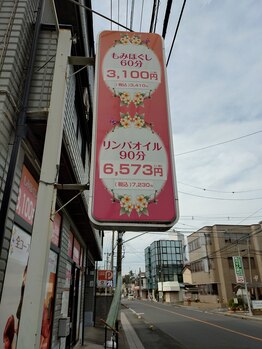 もみほぐし
60分
3,100円
(税込)3,410円
リンパオイル
90分
6,573円
(税込)7,230円